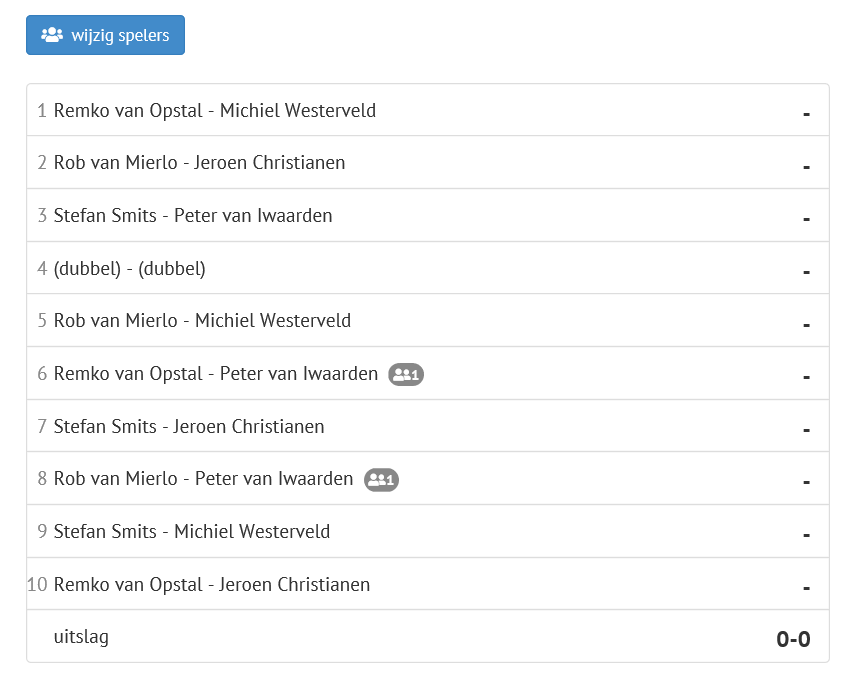 wijzig spelers
1 Remko van Opstal - Michiel Westerveld -
2 Rob van Mierlo - Jeroen Christianen -
3 Stefan Smits - Peter van Iwaarden -
4 (dubbel) - (dubbel) -
5 Rob van Mierlo - Michiel Westerveld -
6 Remko van Opstal - Peter van Iwaarden 1 -
7 Stefan Smits - Jeroen Christianen -
8 Rob van Mierlo - Peter van Iwaarden 1 -
9 Stefan Smits - Michiel Westerveld -
10 Remko van Opstal - Jeroen Christianen -
uitslag 0-0